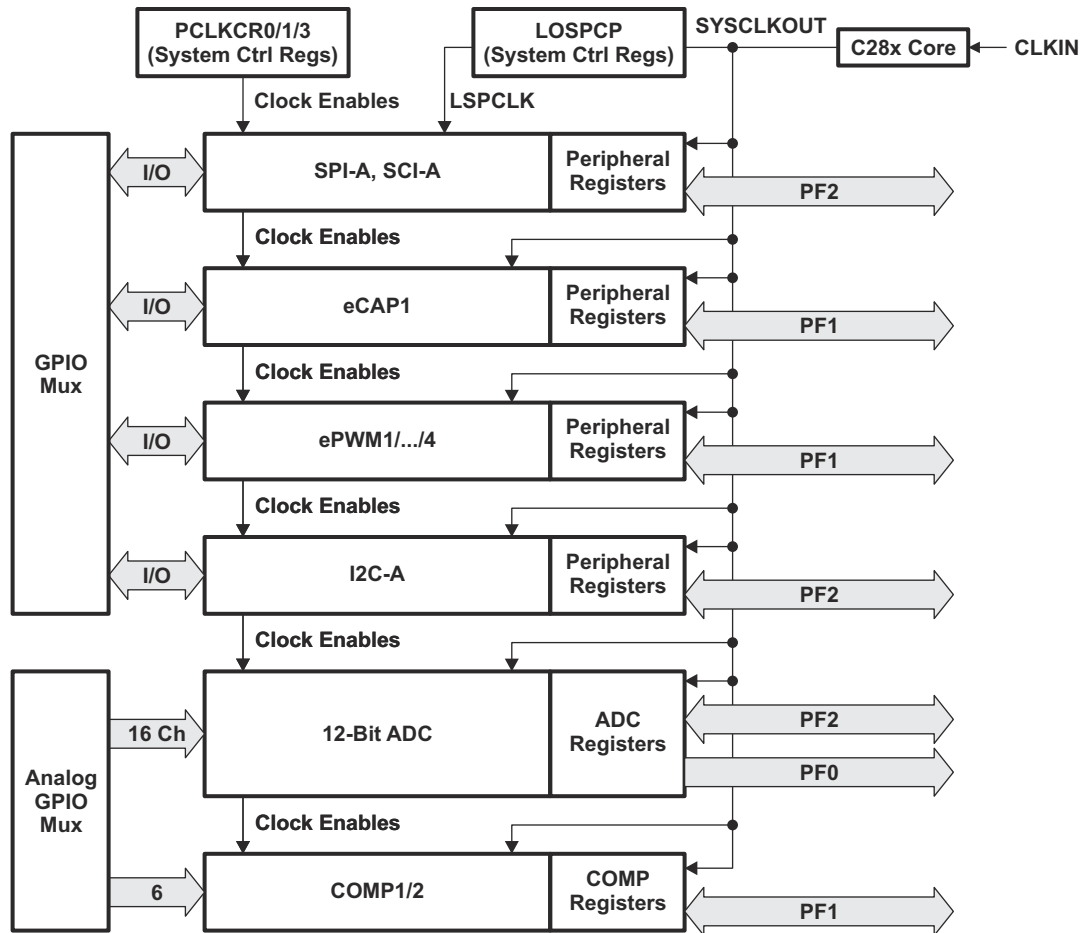 PCLKCR0/1/3
(System Ctrl Regs)
LOSPCP
(System Ctrl Regs)
SYSCLKOUT
C28x Core
CLKIN
Clock Enables
LSPCLK
I/O
SPI-A, SCI-A
Peripheral
Registers
PF2
Clock Enables
I/O
eCAP1
Peripheral
Registers
PF1
GPIO
Mux
Clock Enables
I/O
ePWM1/.../4
Peripheral
Registers
PF1
Clock Enables
I/O
I2C-A
Peripheral
Registers
PF2
Clock Enables
16 Ch
12-Bit ADC
ADC
Registers
PF2
PF0
Analog
GPIO
Mux
Clock Enables
6
COMP1/2
COMP
Registers
PF1